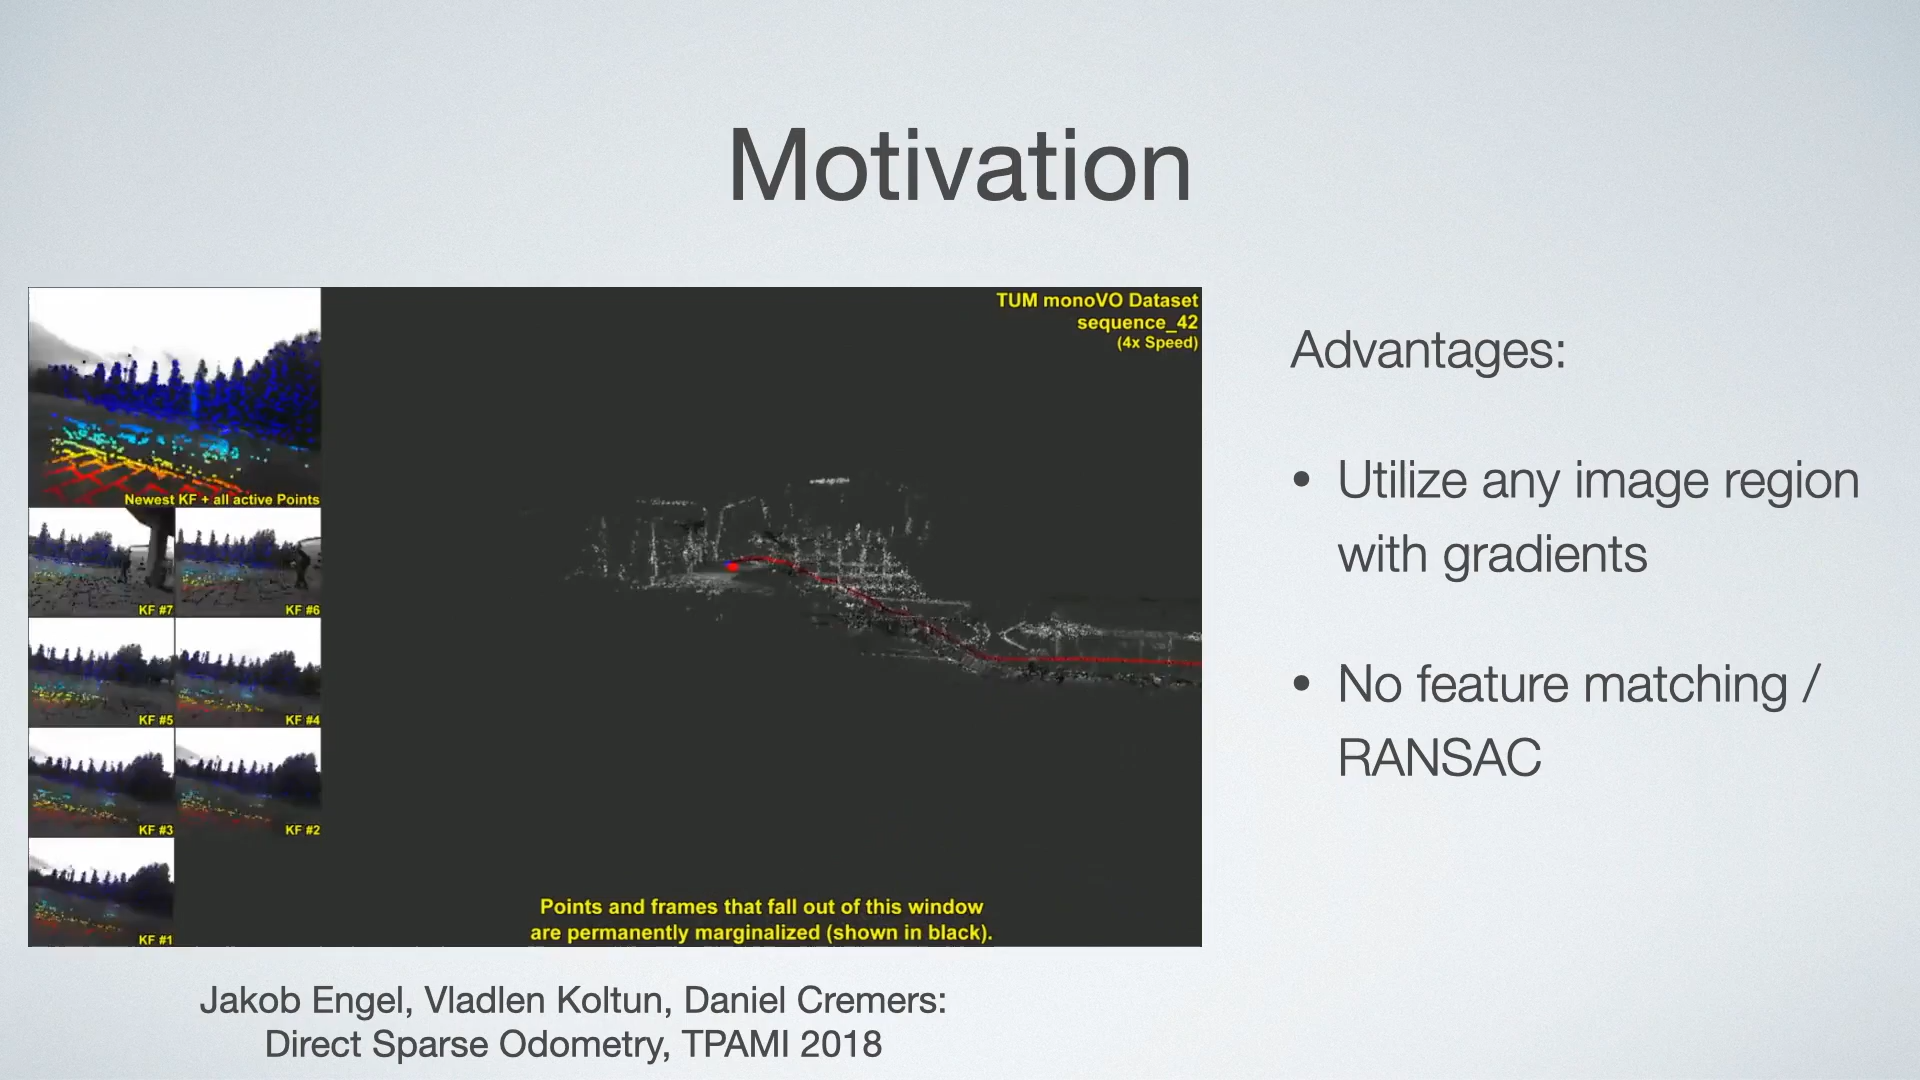 Motivation
TUM monoVO Dataset
sequence_42
(4x Speed)
Newest KF + all active Points
KF #7
KF #6
KF #5
KF #4
KF #3
KF #2
KF #1
Points and frames that fall out of this window
are permanently marginalized (shown in black).
Advantages:
• Utilize any image region
with gradients
• No feature matching /
RANSAC
Jakob Engel, Vladlen Koltun, Daniel Cremers:
Direct Sparse Odometry, TPAMI 2018